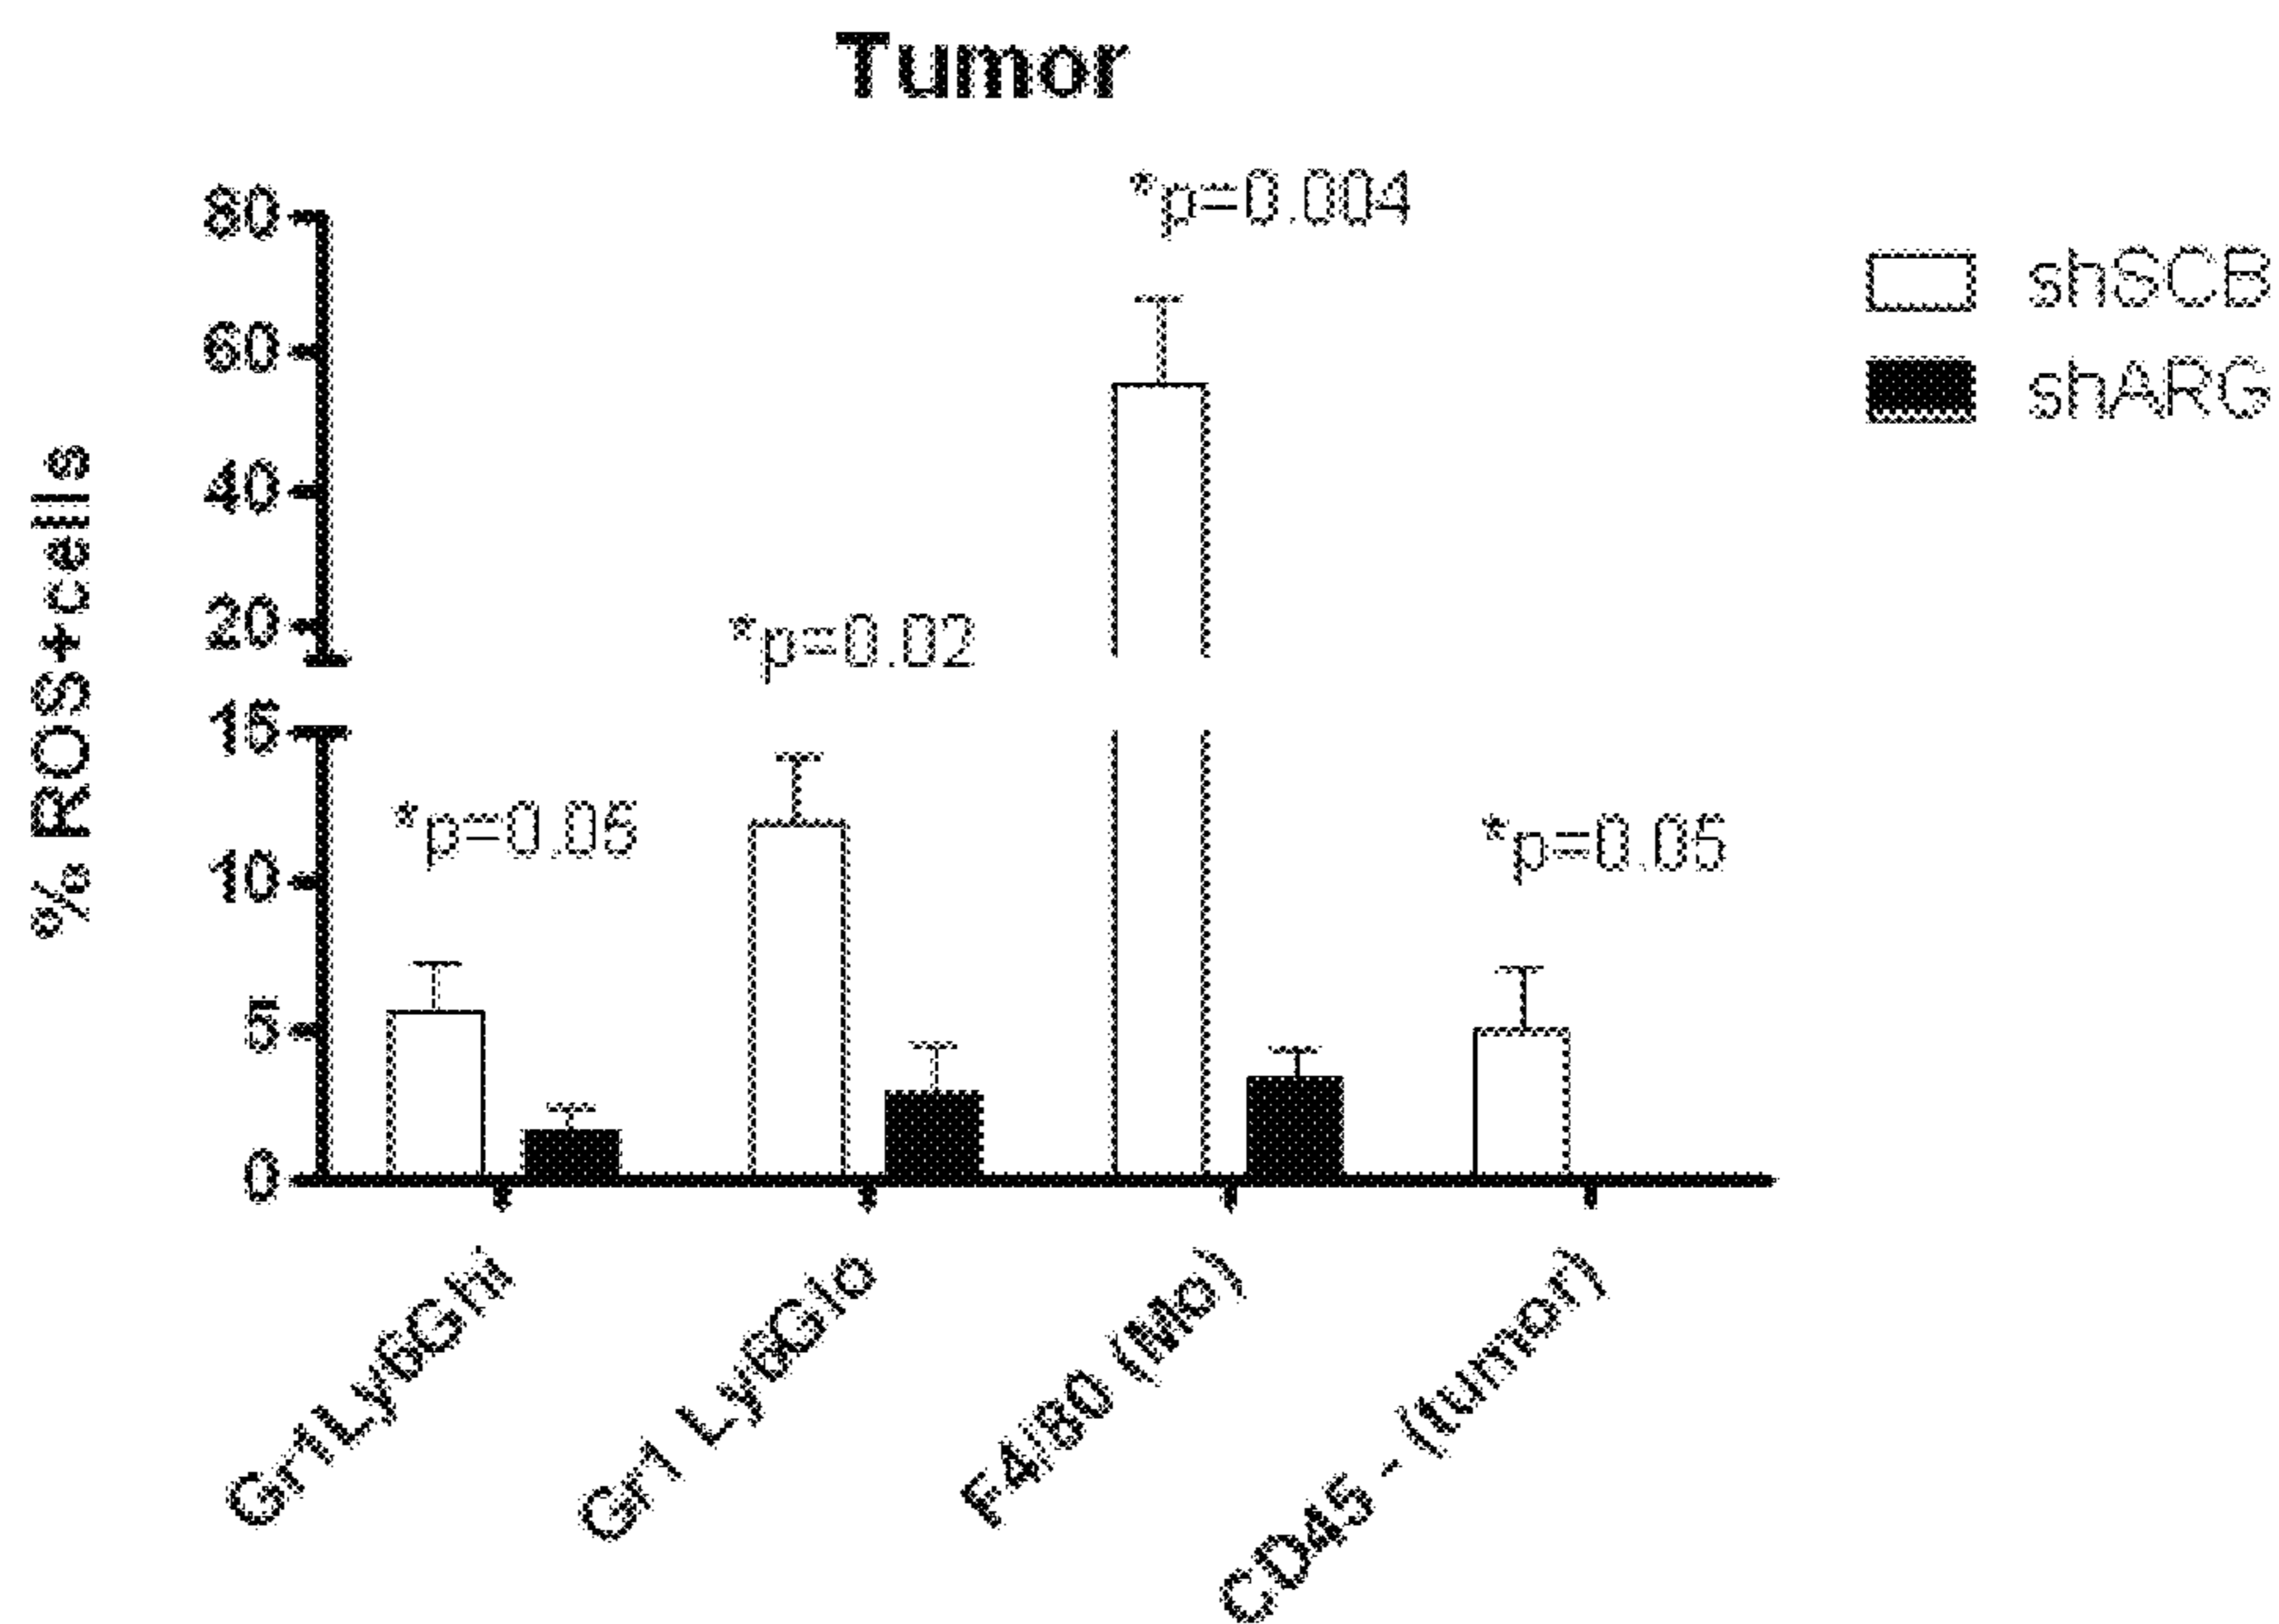 Tumor
% ROS+cells
80
60
40
20
15
10
5
0
*p=0.05
*p=0.02
*p=0.004
*p=0.05
shSCB
shARG
Gr1Ly6Ghi
Gr1 Ly6Glo
F4/80 (Mo)
CD45 - (tumor)